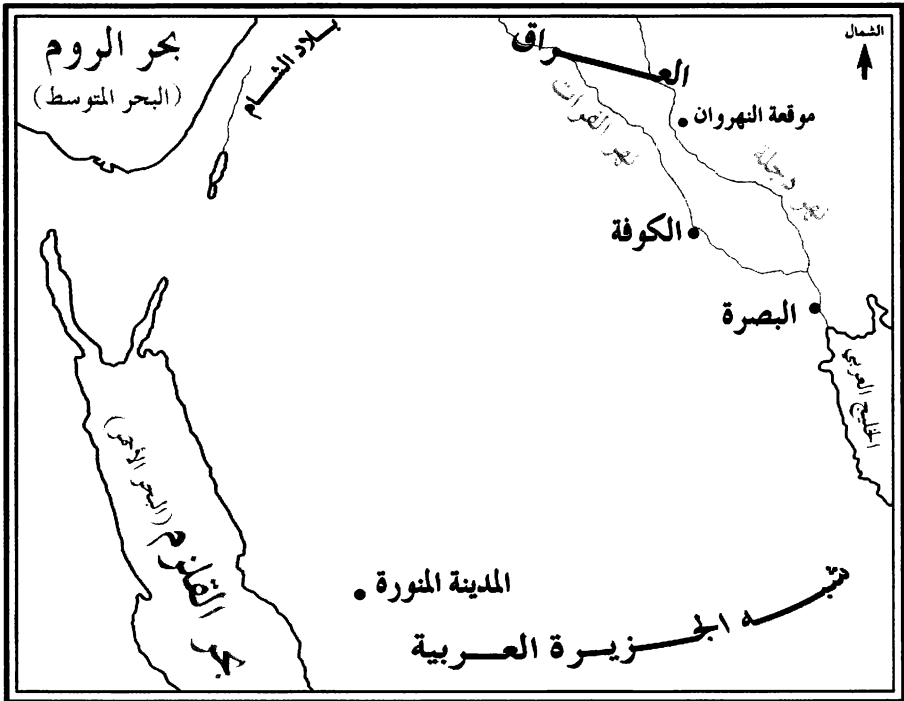 بحر الروم
(البحر المتوسط)
بلاد الشام
العراق
الشمال
موقعة النهروان
نهر الفرات
نهر دجلة
الكوفة
البصرة
الخليج العربي
بحر القلزم
(البحر الأحمر)
المدينة المنورة
شبه الجزيرة العربية